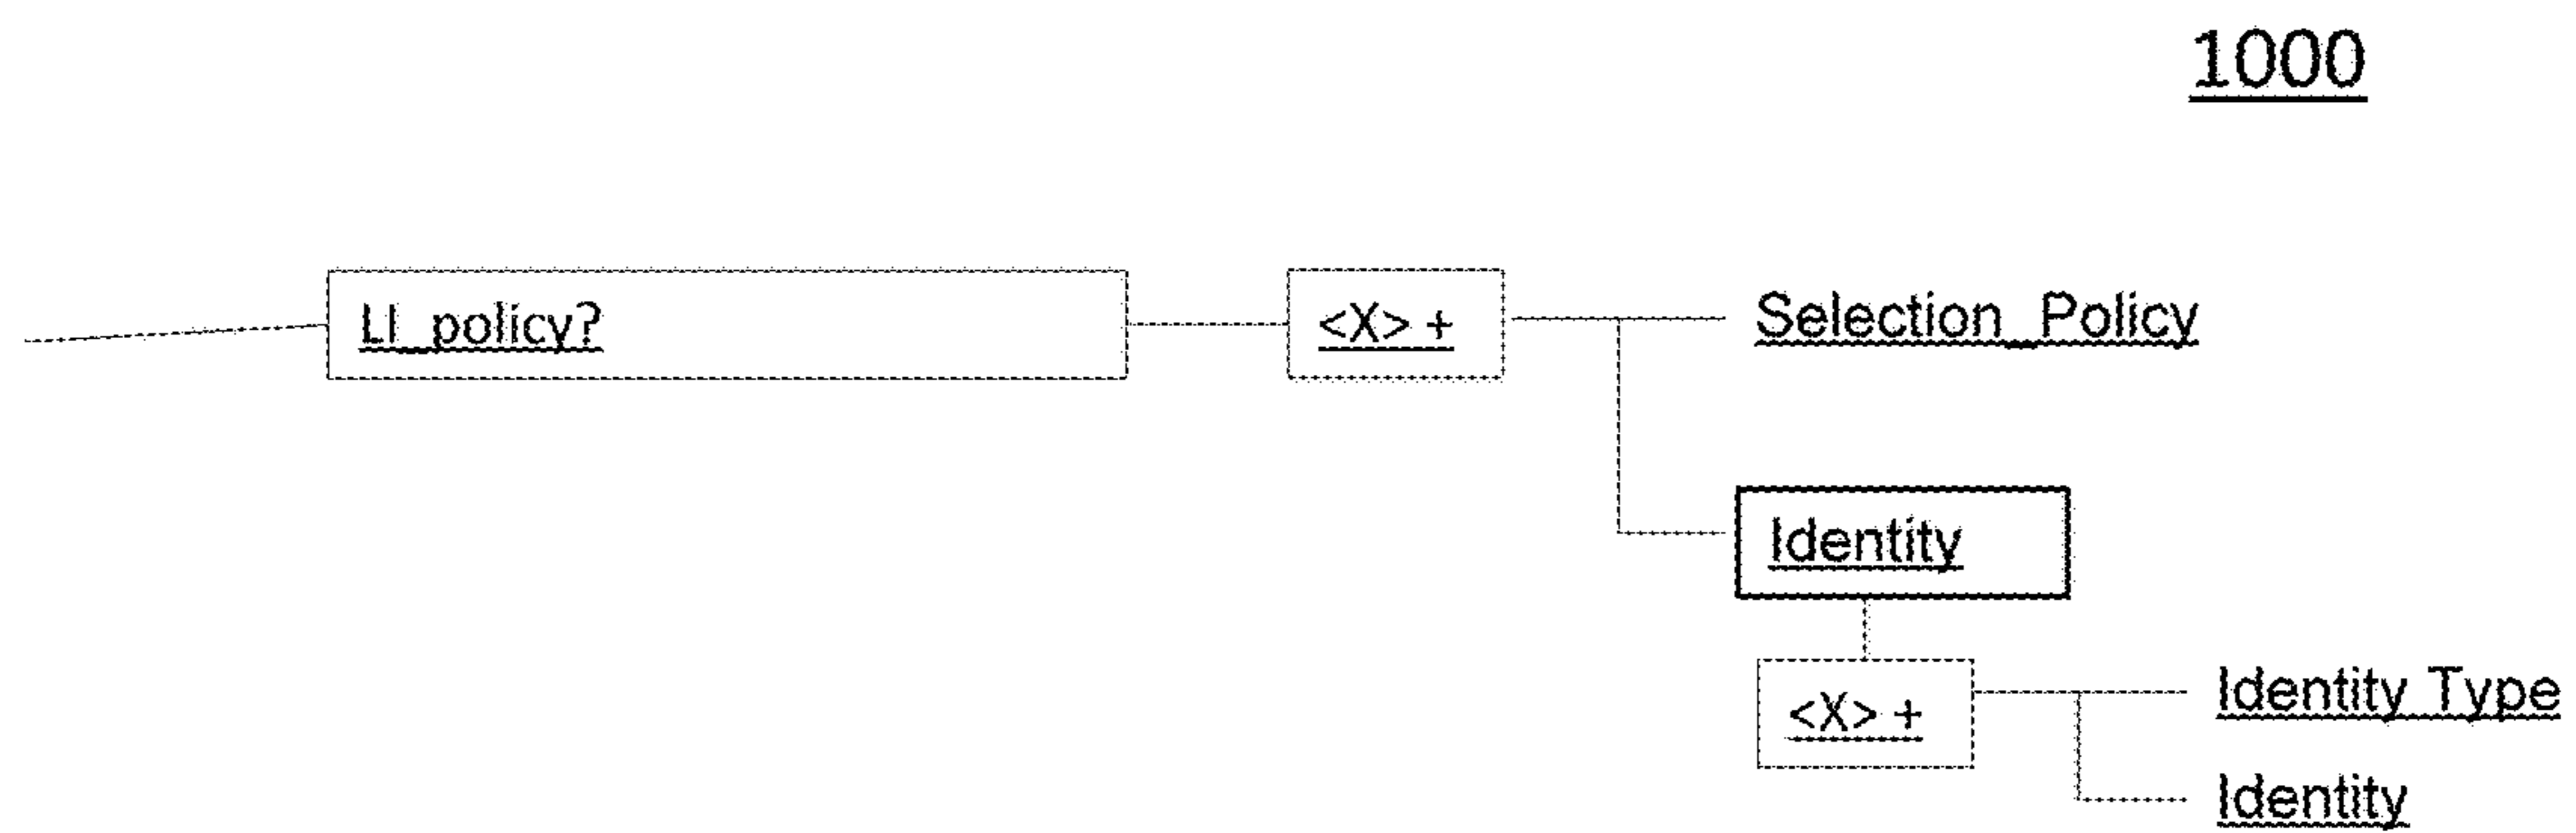 1000
LI_policy?
<X> +
Selection_Policy
Identity
<X> +
Identity Type
Identity